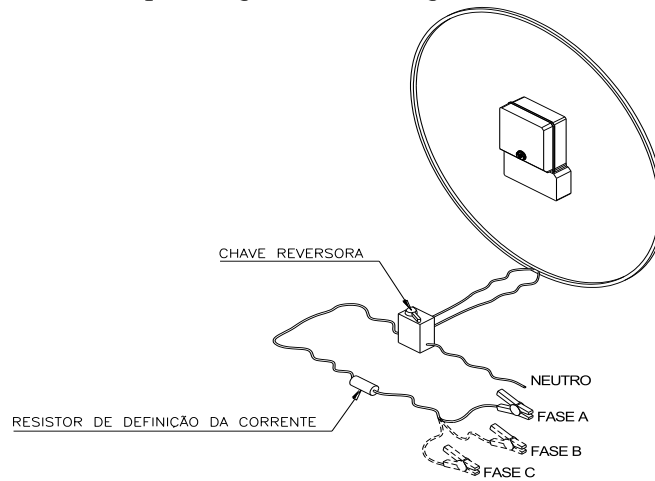 CHAVE REVERSORA
NEUTRO
FASE A
RESISTOR DE DEFINIÇÃO DA CORRENTE
FASE B
FASE C